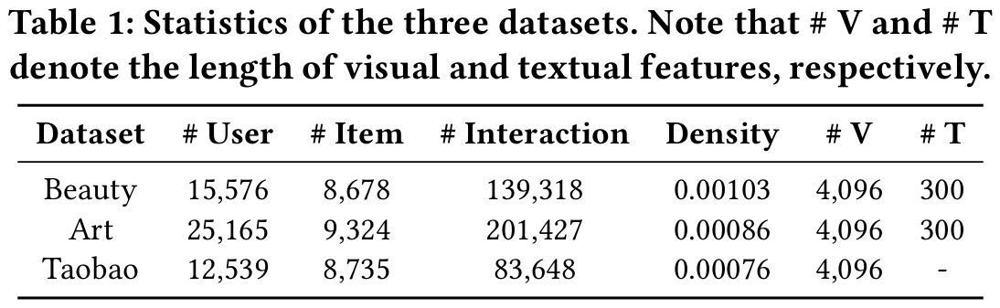 Table 1: Statistics of the three datasets. Note that # V and # T
denote the length of visual and textual features, respectively.
Dataset # User # Item # Interaction Density # V # T
Beauty 15,576 8,678 139,318 0.00103 4,096 300
Art 25,165 9,324 201,427 0.00086 4,096 300
Taobao 12,539 8,735 83,648 0.00076 4,096 -